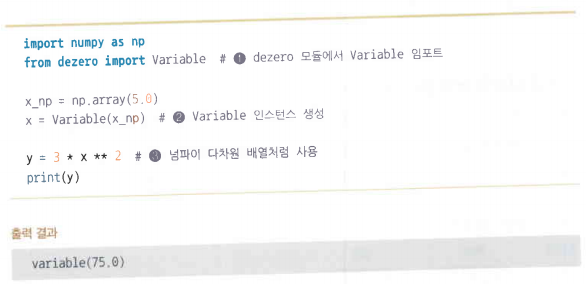 import numpy as np
from dezero import Variable # ❶ dezero 모듈에서 Variable 임포트
x_np = np.array(5.0)
x = Variable(x_np) # ❷ Variable 인스턴스 생성
y = 3 * x ** 2 # ❸ 넘파이 다차원 배열처럼 사용
print(y)
출력 결과
variable(75.0)